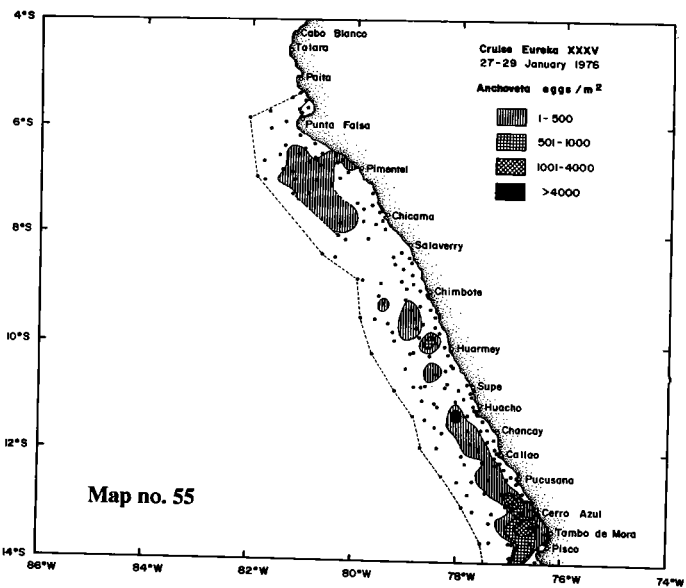 4°S
Cabo Blanco
Talara
Paita
6°S
Punta Falsa
Pimentel
Chicama
8°S
Salaverry
Chimbote
10°S
Huarmey
Supe
Huacho
Chancay
12°S
Callao
Pucusana
Cerro Azul
Tambo de Mora
Pisco
14°S
86°W
84°W
82°W
80°W
78°W
76°W
74°W
Cruise Eureka XXXV
27-29 January 1976
Anchoveta eggs/m²
1-500
501-1000
1001-4000
>4000
Map no. 55